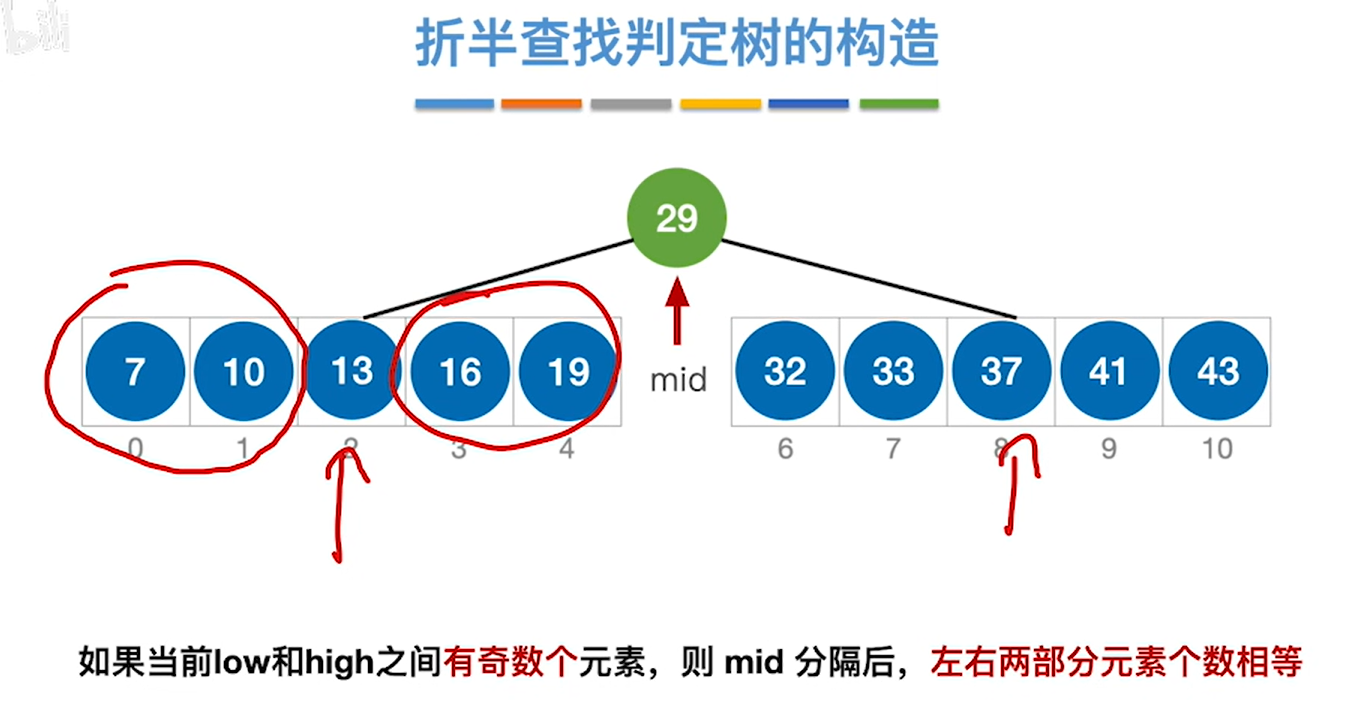 bili
折半查找判定树的构造
29
7 10 13 16 19 mid 32 33 37 41 43
0 1 2 3 4 6 7 8 9 10
如果当前low和high之间有奇数个元素，则 mid 分隔后，左右两部分元素个数相等